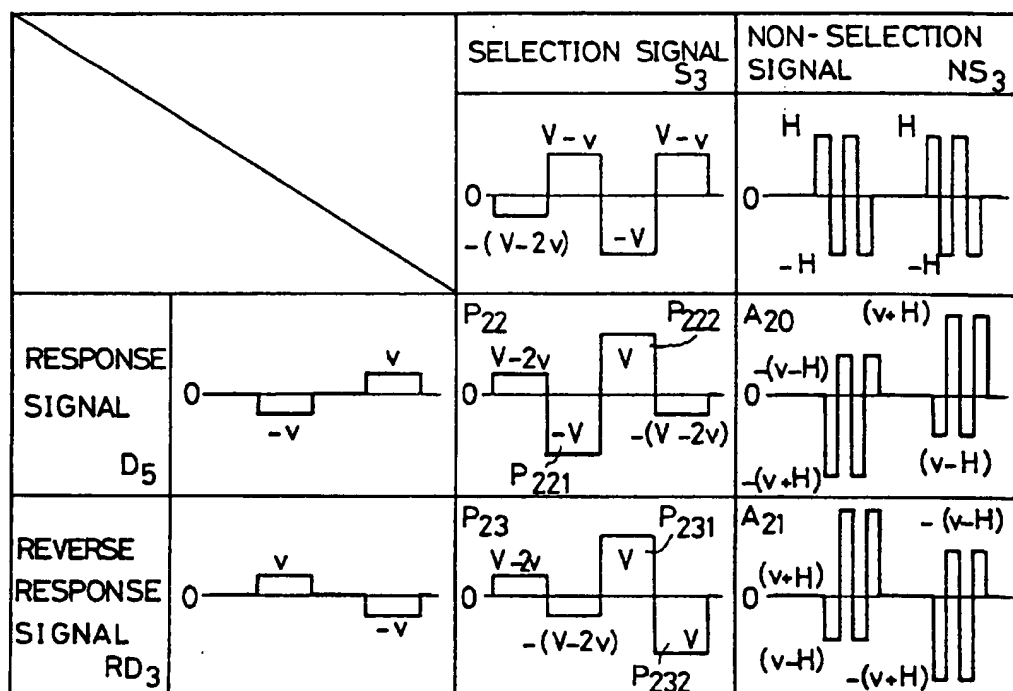 SELECTION SIGNAL
S3
NON-SELECTION
SIGNAL NS3
V-v V-v
0
-(V-2v) -V
H H
0
-H -H
RESPONSE
SIGNAL
D5
v
0
-v
P22 P222
V-2v V
0
-V -(V-2v)
P221
A20 (v+H)
-(v-H)
0
-(v+H) (v-H)
REVERSE
RESPONSE
SIGNAL
RD3
v
0
-v
P23 P231
V-2v V
0
-(V-2v) V
P232
A21 -(v-H)
(v+H)
0
(v-H) -(v+H)